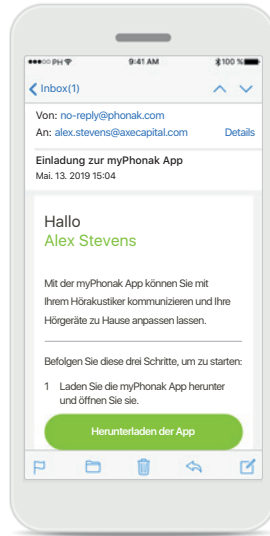 PH 9:41 AM 100 %
Inbox(1)
Von: no-reply@phonak.com
An: alex.stevens@axecapital.com Details
Einladung zur myPhonak App
Mai. 13. 2019 15:04
Hallo
Alex Stevens
Mit der myPhonak App können Sie mit
Ihrem Hörakustiker kommunizieren und Ihre
Hörgeräte zu Hause anpassen lassen.
Befolgen Sie diese drei Schritte, um zu starten:
1 Laden Sie die myPhonak App herunter
und öffnen Sie sie.
Herunterladen der App